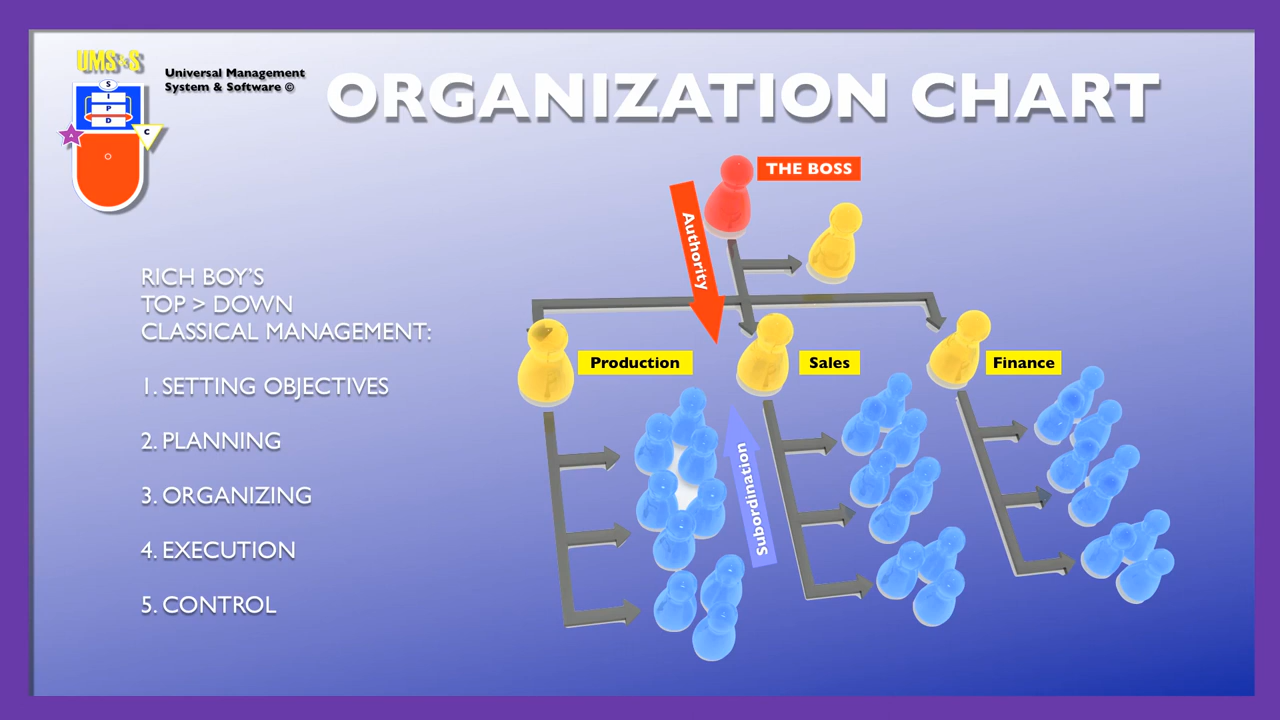 UMS&S
Universal Management
System & Software ©
S
I
P
D
A
C
ORGANIZATION CHART
THE BOSS
Authority
RICH BOY'S
TOP > DOWN
CLASSICAL MANAGEMENT:
1. SETTING OBJECTIVES
2. PLANNING
3. ORGANIZING
4. EXECUTION
5. CONTROL
Production
Sales
Finance
Subordination